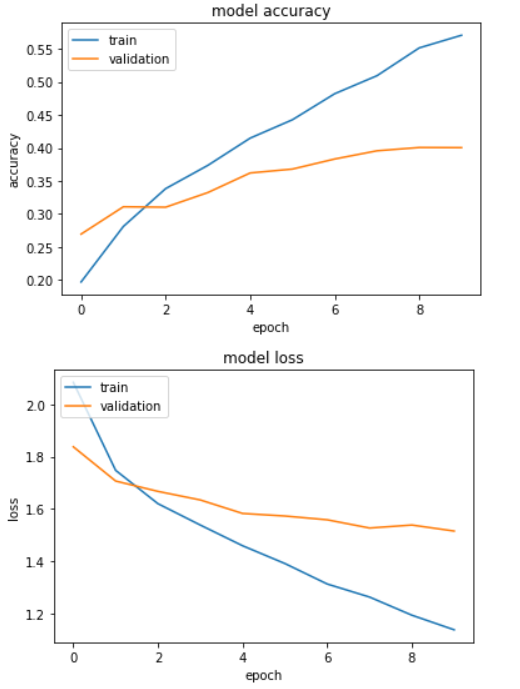 model accuracy
train
validation
0.55
0.50
0.45
0.40
0.35
0.30
0.25
0.20
accuracy
0 2 4 6 8
epoch
model loss
train
validation
2.0
1.8
1.6
1.4
1.2
loss
0 2 4 6 8
epoch